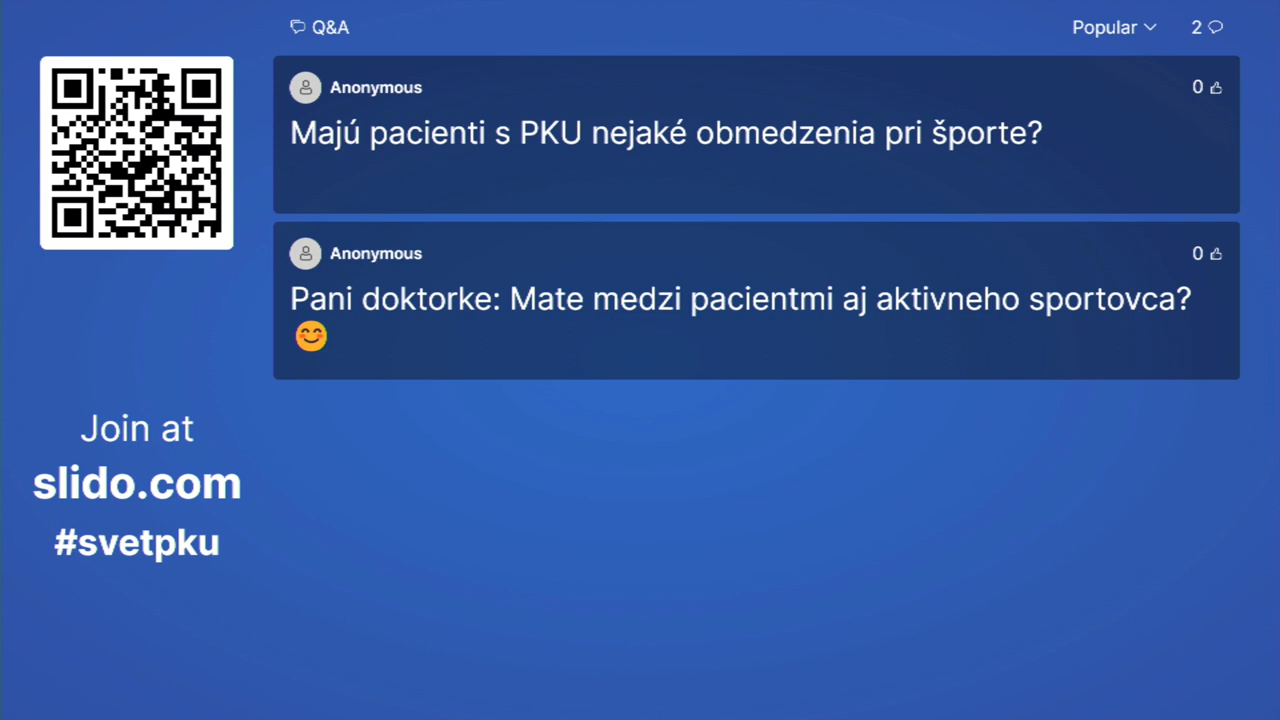 Q&A
Popular
2
Anonymous
0
Majú pacienti s PKU nejaké obmedzenia pri športe?
Anonymous
0
Pani doktorke: Mate medzi pacientmi aj aktivneho sportovca?
😊
Join at
slido.com
#svetpku